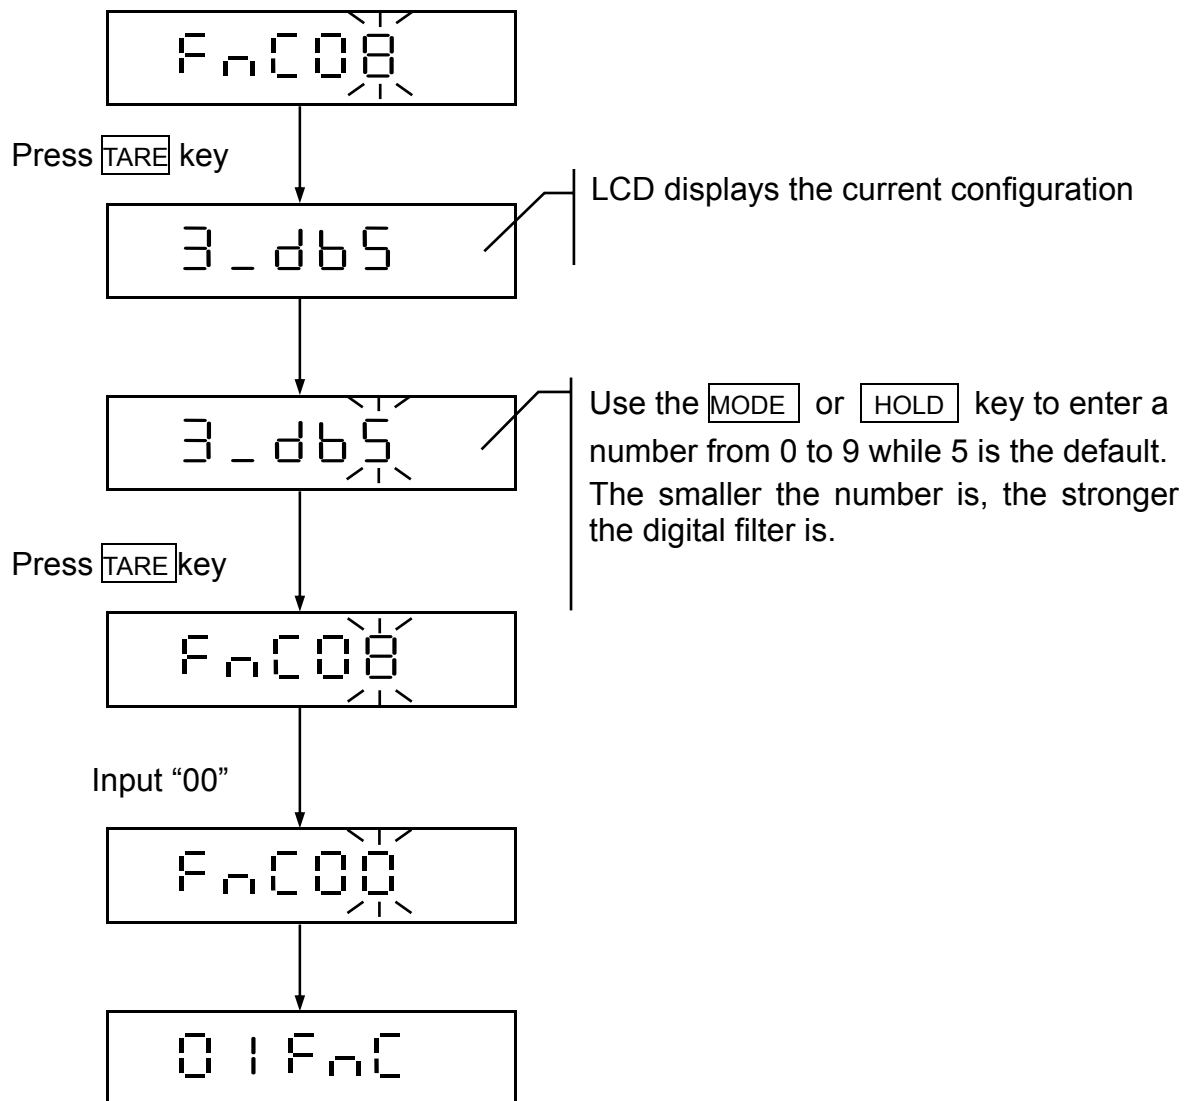 FnC08
Press TARE key
LCD displays the current configuration
3_db5
Use the MODE or HOLD key to enter a
number from 0 to 9 while 5 is the default.
The smaller the number is, the stronger
the digital filter is.
3_db5
Press TARE key
FnC08
Input “00”
FnC00
01FnC